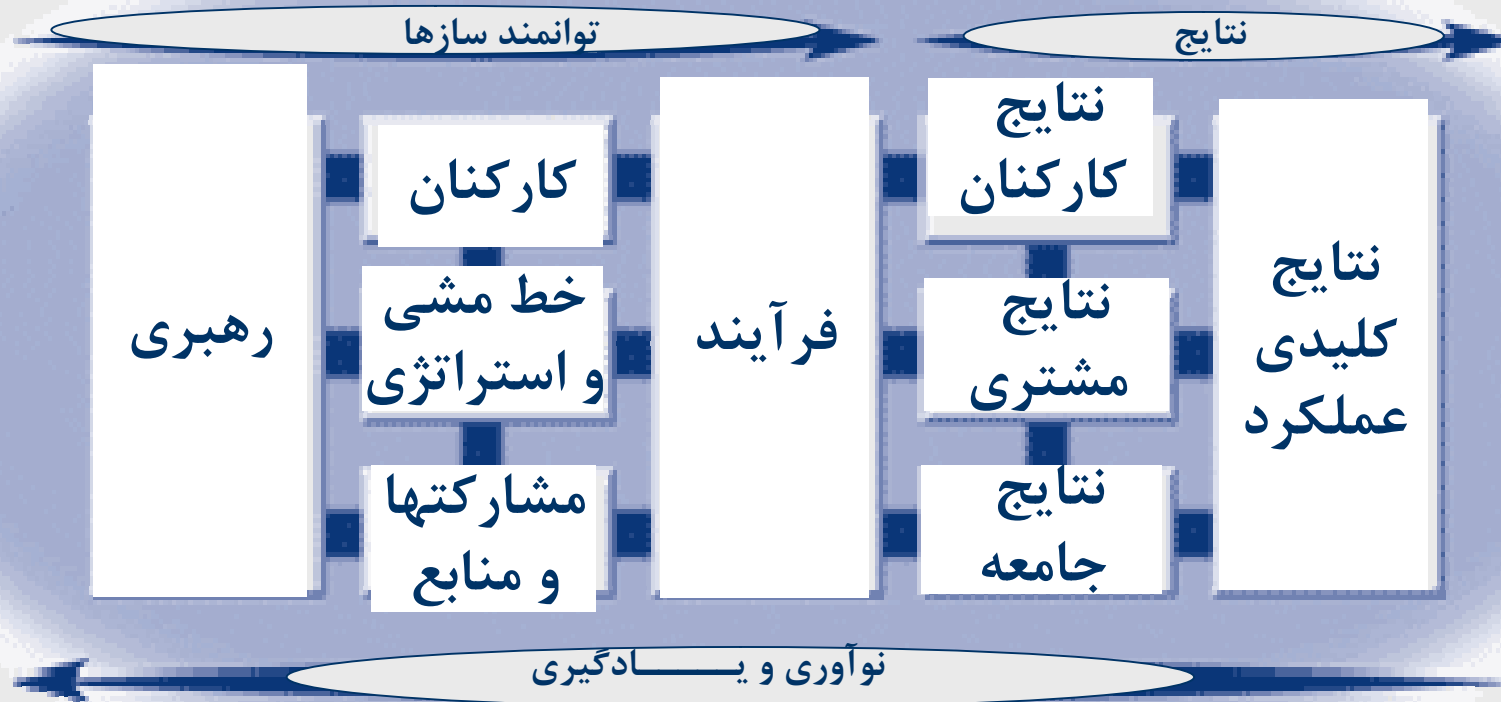 توانمند سازها
نتایج
رهبری
کارکنان
خط مشی
و استراتژی
مشارکتها
و منابع
فرآیند
نتایج
کارکنان
نتایج
مشتری
نتایج
جامعه
نتایج
کلیدی
عملکرد
نوآوری و یـــــــــادگیری